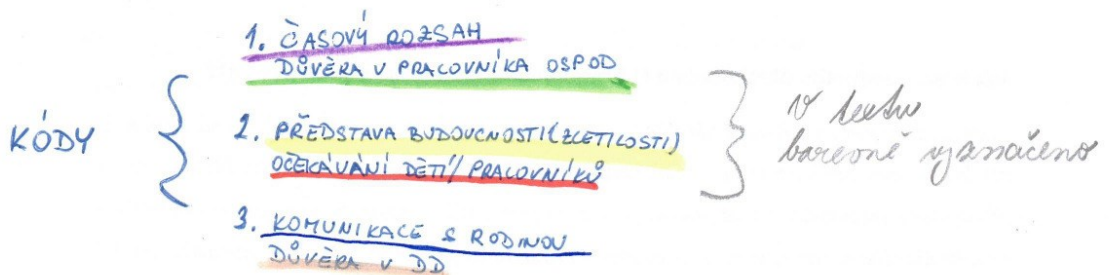 1. ČASOVÝ ROZSAH
DŮVĚRA V PRACOVNÍKA OSPOD
KÓDY
2. PŘEDSTAVA BUDOUCNOSTI (ZLETILOSTI)
OČEKÁVÁNÍ DĚTÍ/PRACOVNÍKŮ
V textu
barevně vyznačeno
3. KOMUNIKACE S RODINOU
DŮVĚRA V DD